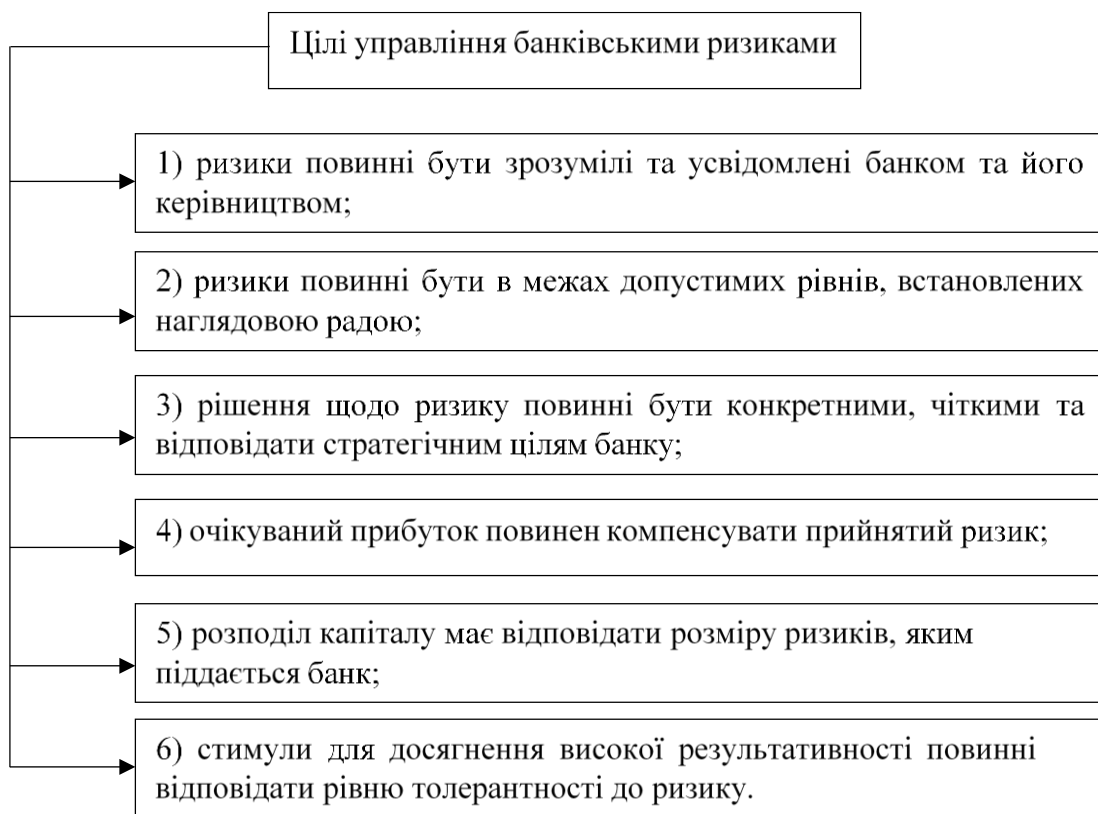 Цілі управління банківськими ризиками
1) ризики повинні бути зрозумілі та усвідомлені банком та його
керівництвом;
2) ризики повинні бути в межах допустимих рівнів, встановлених
наглядовою радою;
3) рішення щодо ризику повинні бути конкретними, чіткими та
відповідати стратегічним цілям банку;
4) очікуваний прибуток повинен компенсувати прийнятий ризик;
5) розподіл капіталу має відповідати розміру ризиків, яким
піддається банк;
6) стимули для досягнення високої результативності повинні
відповідати рівню толерантності до ризику.